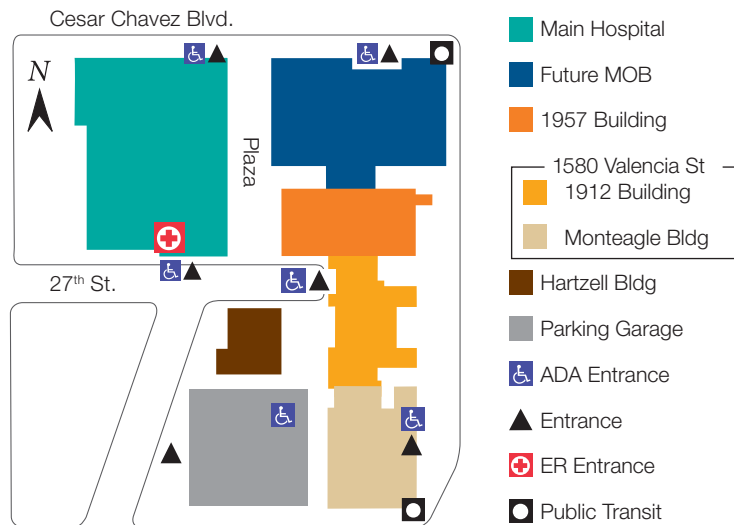 Cesar Chavez Blvd.
N
Plaza
27th St.
Main Hospital
Future MOB
1957 Building
1580 Valencia St
1912 Building
Monteagle Bldg
Hartzell Bldg
Parking Garage
ADA Entrance
Entrance
ER Entrance
Public Transit